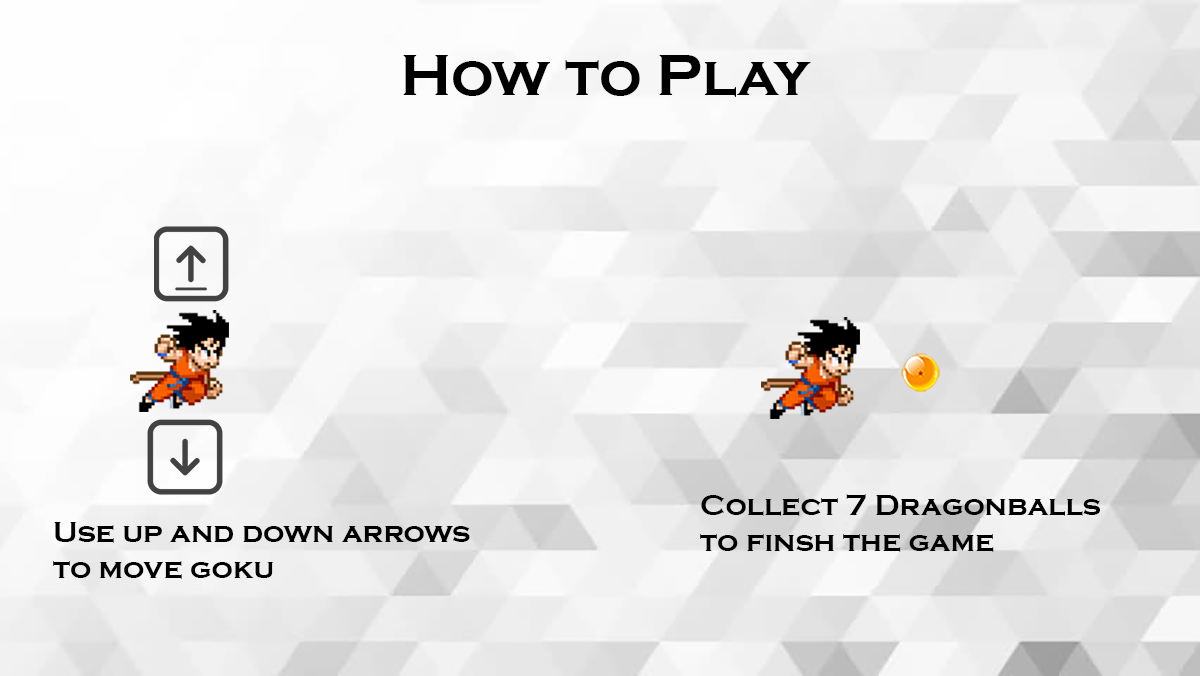 How to Play
Use up and down arrows
to move goku
Collect 7 Dragonballs
to finsh the game